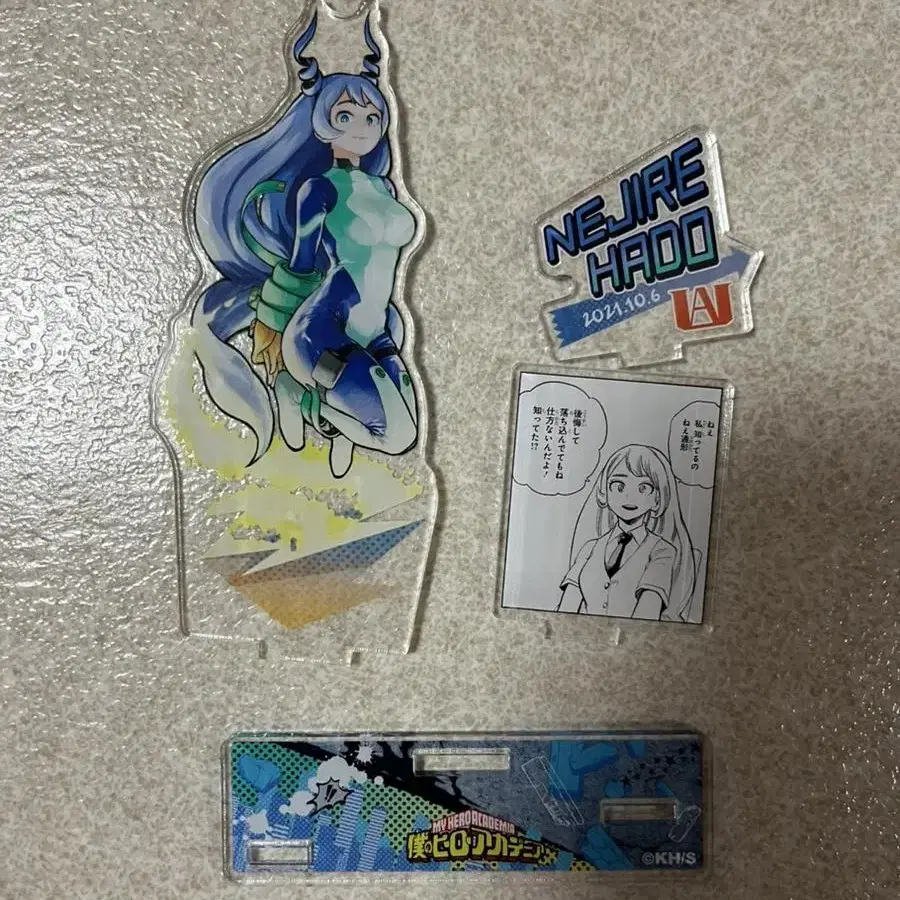 NEJIRE
HADO
2021.10.6
UA
ねえ
私知ってるの
ねえ通形
後悔して
落ち込んでてもね
仕方ないんだよ!
知ってた!?
MY HERO ACADEMIA
僕のヒーローアカデミア
©KH/S